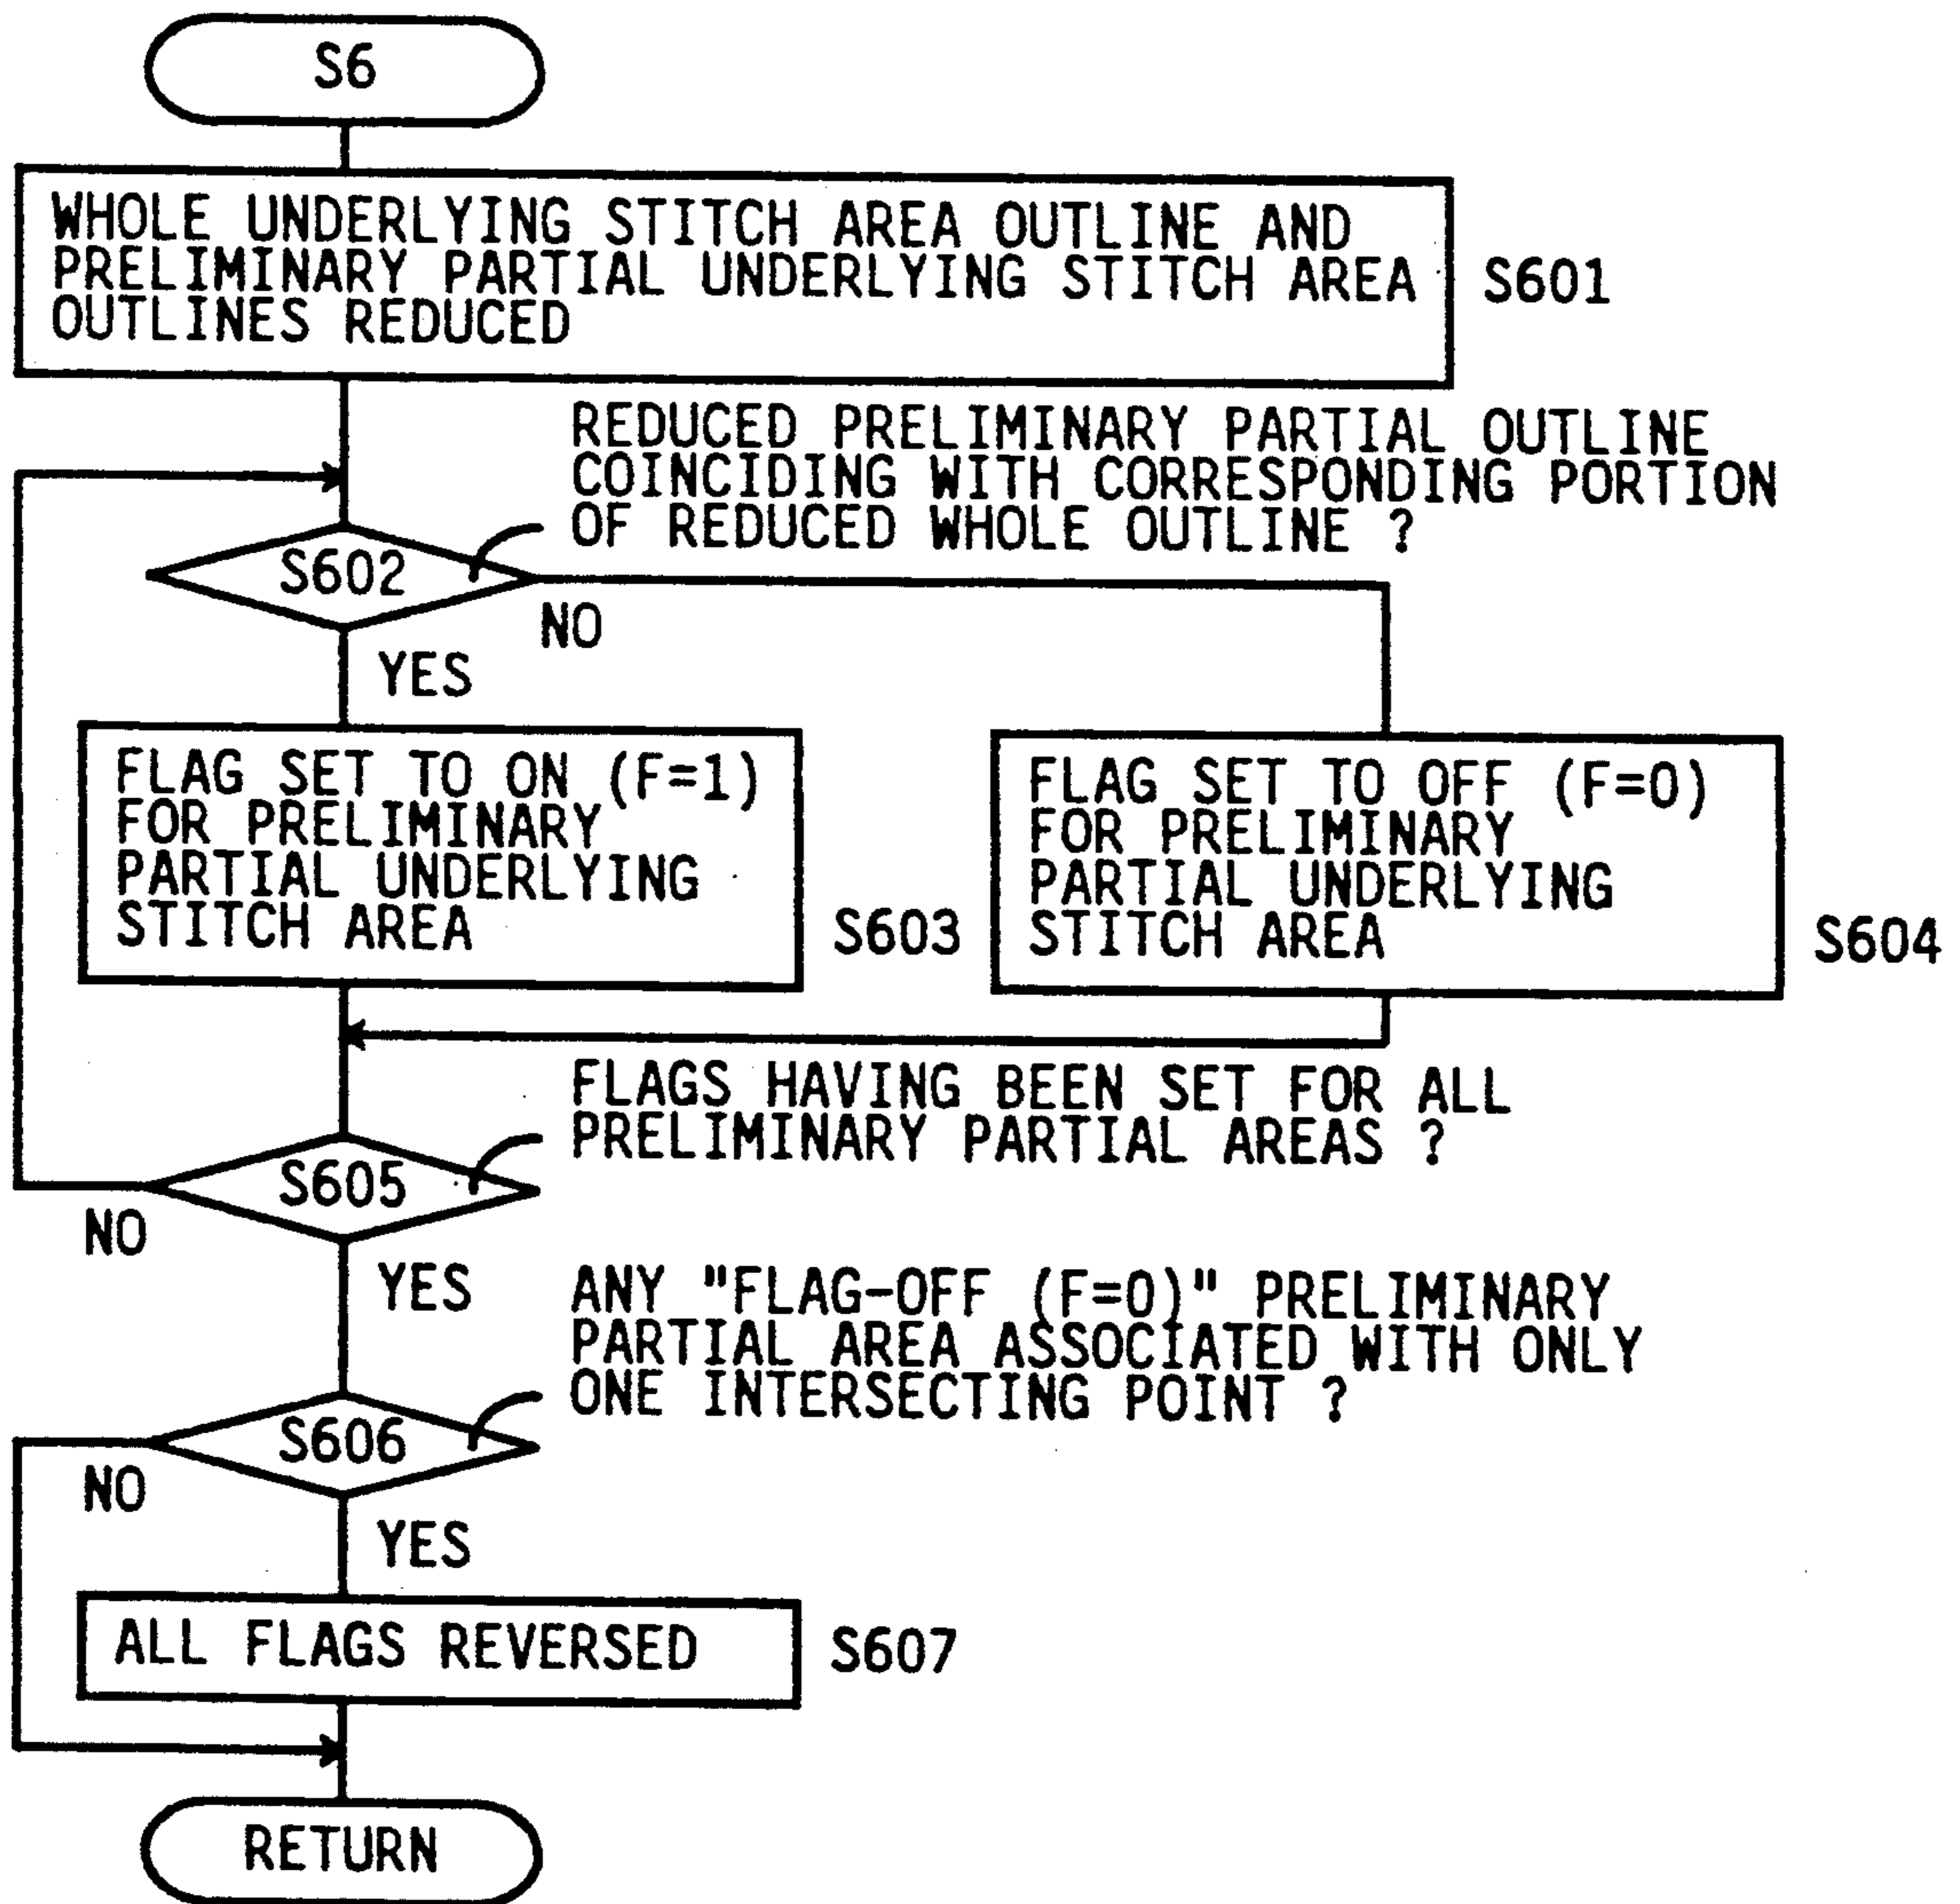 S6
WHOLE UNDERLYING STITCH AREA OUTLINE AND
PRELIMINARY PARTIAL UNDERLYING STITCH AREA
OUTLINES REDUCED
S601
REDUCED PRELIMINARY PARTIAL OUTLINE
COINCIDING WITH CORRESPONDING PORTION
OF REDUCED WHOLE OUTLINE ?
S602
NO
YES
FLAG SET TO ON (F=1)
FOR PRELIMINARY
PARTIAL UNDERLYING
STITCH AREA
S603
FLAG SET TO OFF (F=0)
FOR PRELIMINARY
PARTIAL UNDERLYING
STITCH AREA
S604
FLAGS HAVING BEEN SET FOR ALL
PRELIMINARY PARTIAL AREAS ?
S605
NO
YES
ANY "FLAG-OFF (F=0)" PRELIMINARY
PARTIAL AREA ASSOCIATED WITH ONLY
ONE INTERSECTING POINT ?
S606
NO
YES
ALL FLAGS REVERSED
S607
RETURN